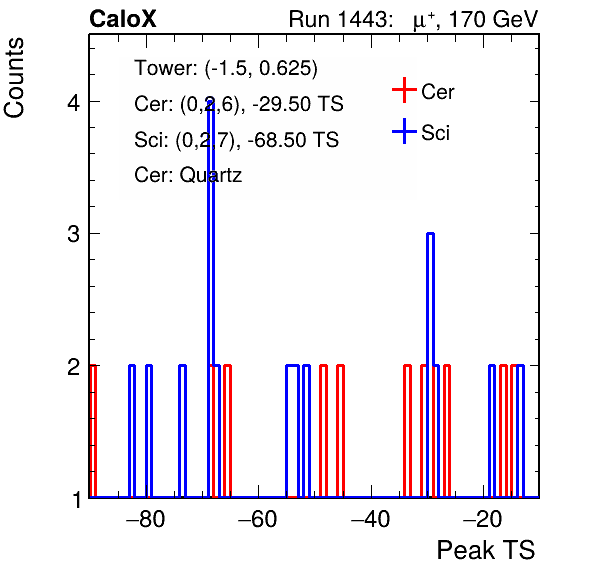 CaloX Run 1443: μ⁺, 170 GeV
Counts
Tower: (-1.5, 0.625)
Cer: (0,2,6), -29.50 TS
Sci: (0,2,7), -68.50 TS
Cer: Quartz
Cer
Sci
4
3
2
1
−80 −60 −40 −20
Peak TS